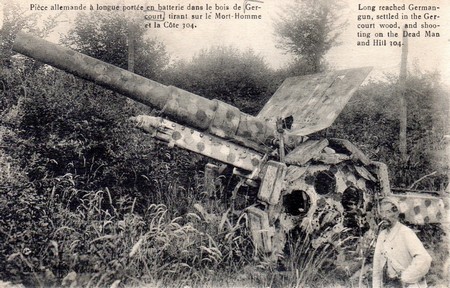 Pièce allemande à longue portée en batterie dans le bois de Ger-
court, tirant sur le Mort-Homme
et la Côte 304.
Long reached German-
gun, settled in the Ger-
court wood, and shoo-
ting on the Dead Man
and Hill 104.